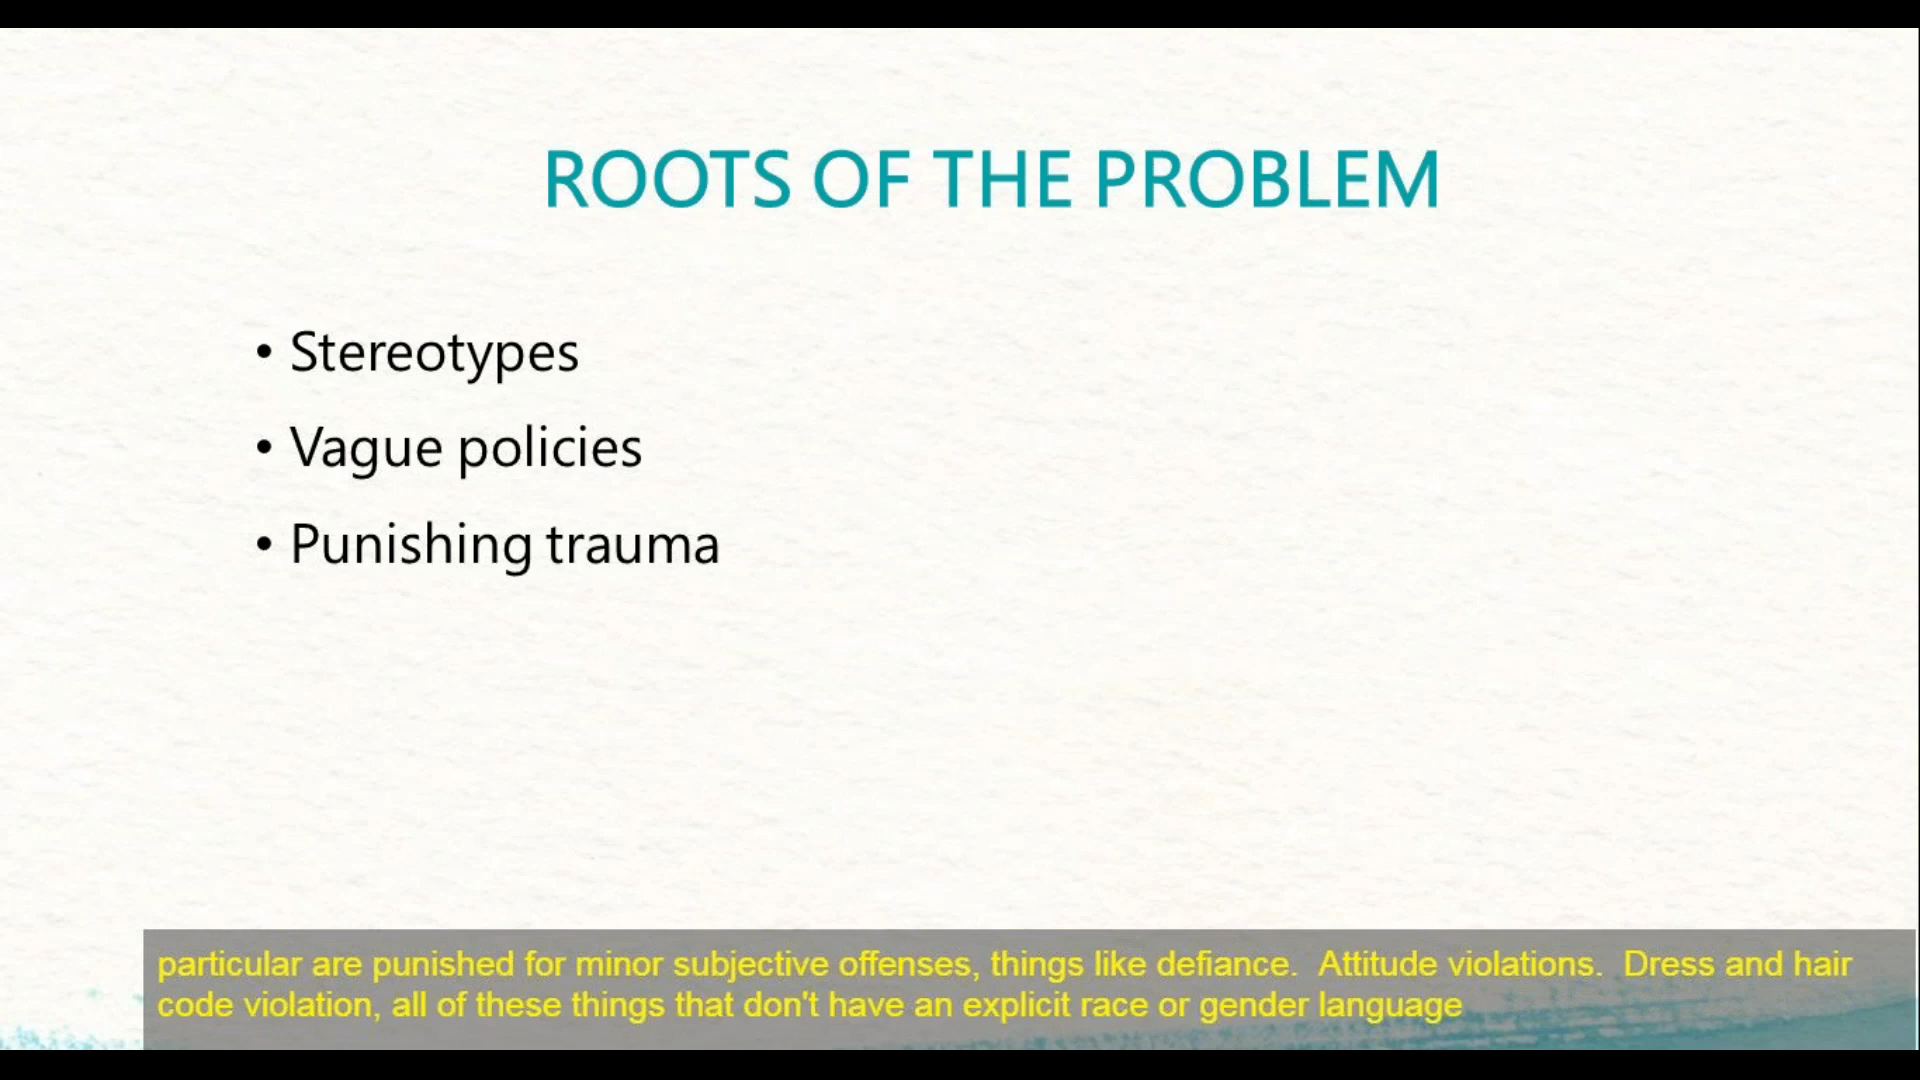 ROOTS OF THE PROBLEM
• Stereotypes
• Vague policies
• Punishing trauma
particular are punished for minor subjective offenses, things like defiance.  Attitude violations.  Dress and hair
code violation, all of these things that don't have an explicit race or gender language